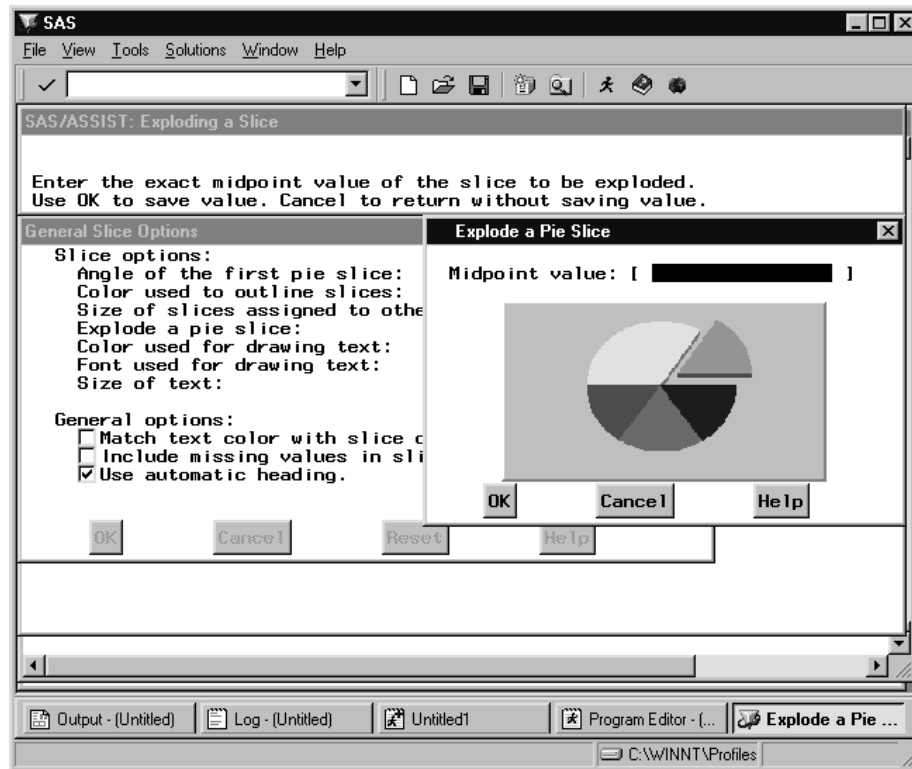 SAS
File View Tools Solutions Window Help
SAS/ASSIST: Exploding a Slice
Enter the exact midpoint value of the slice to be exploded.
Use OK to save value. Cancel to return without saving value.
General Slice Options
Slice options:
Angle of the first pie slice:
Color used to outline slices:
Size of slices assigned to othe
Explode a pie slice:
Color used for drawing text:
Font used for drawing text:
Size of text:
General options:
Match text color with slice c
Include missing values in sli
Use automatic heading.
OK Cancel Reset Help
Explode a Pie Slice
Midpoint value: [ ]
OK Cancel Help
Output - (Untitled) Log - (Untitled) Untitled1 Program Editor - (... Explode a Pie ...
C:\WINNT\Profiles